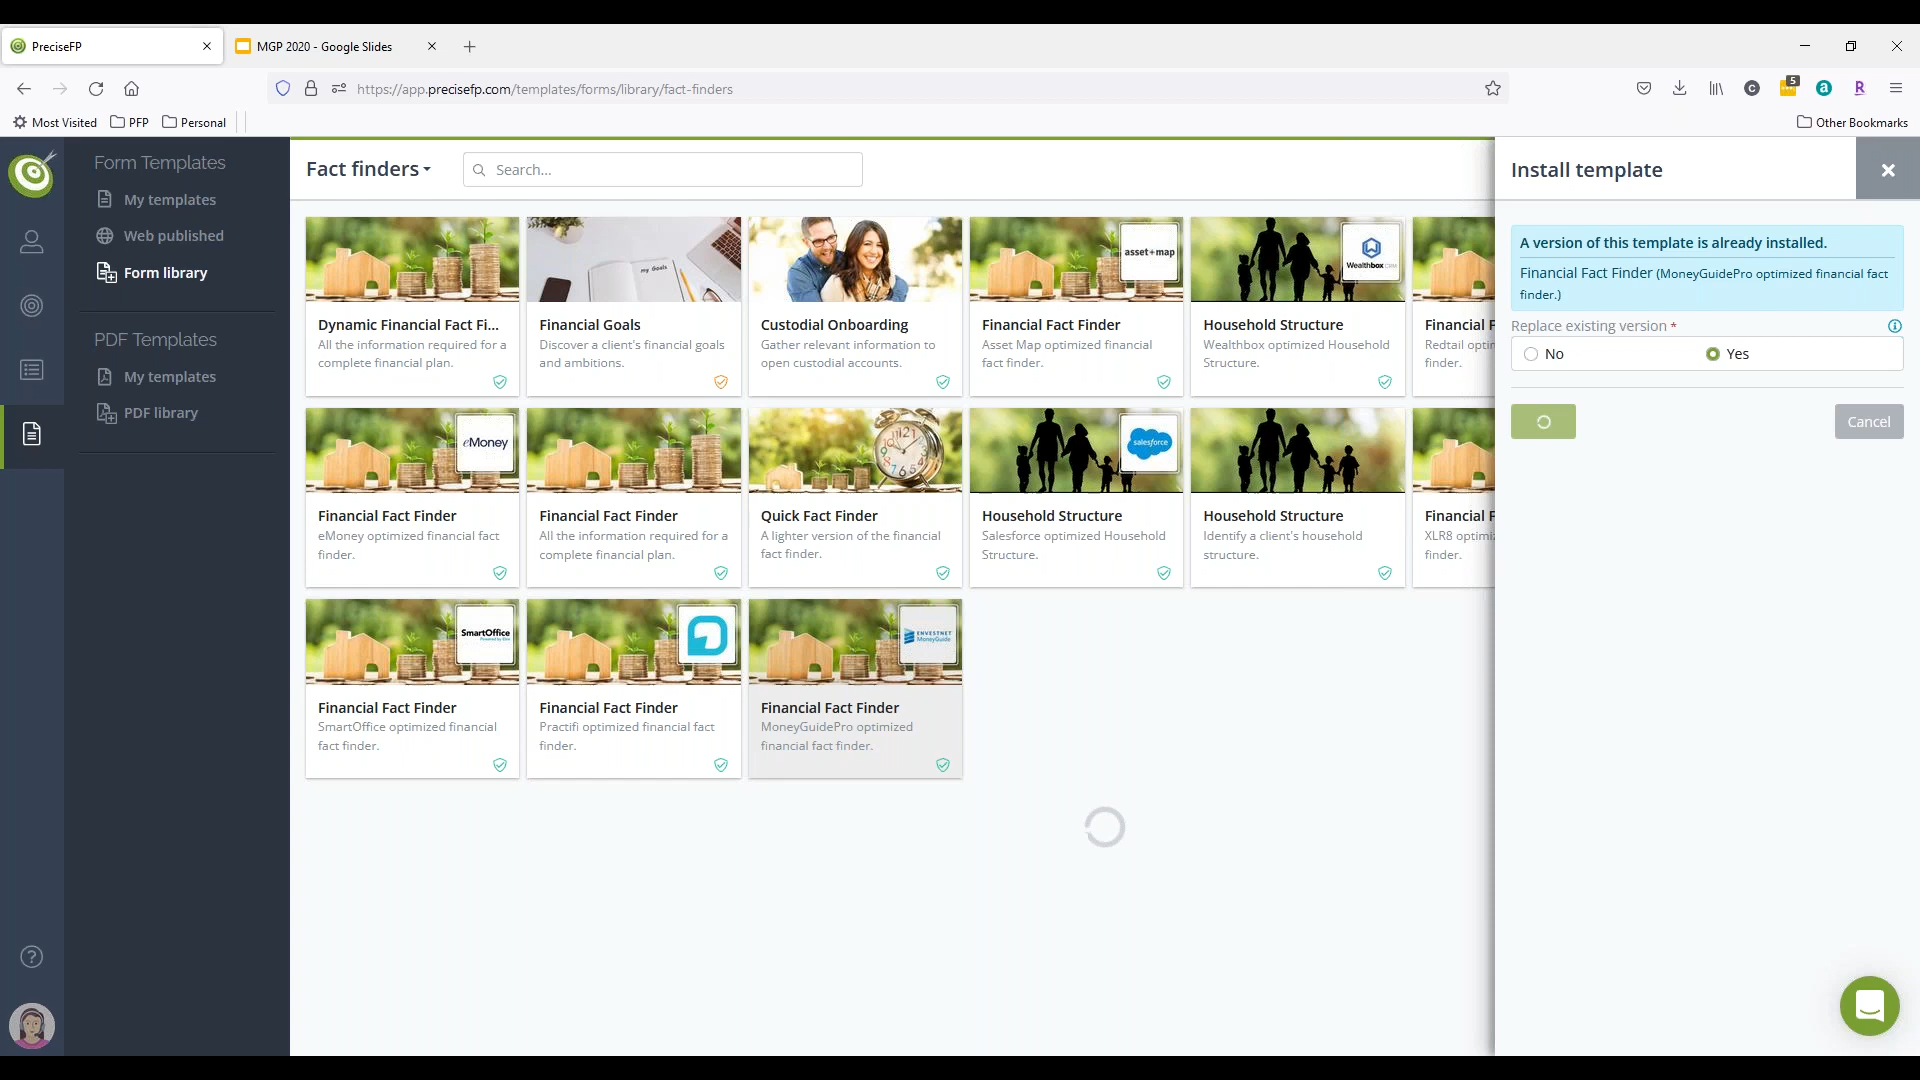 PreciseFP
MGP 2020 - Google Slides
https://app.precisefp.com/templates/forms/library/fact-finders
5
Most Visited
PFP
Personal
Other Bookmarks
Form Templates
My templates
Web published
Form library
PDF Templates
My templates
PDF library
Fact finders
Search...
my Goals
asset+map
Wealthbox CRM
Dynamic Financial Fact Fi...
All the information required for a
complete financial plan.
Financial Goals
Discover a client's financial goals
and ambitions.
Custodial Onboarding
Gather relevant information to
open custodial accounts.
Financial Fact Finder
Asset Map optimized financial
fact finder.
Household Structure
Wealthbox optimized Household
Structure.
Financial F
Redtail opti
finder.
eMoney
salesforce
Financial Fact Finder
eMoney optimized financial fact
finder.
Financial Fact Finder
All the information required for a
complete financial plan.
Quick Fact Finder
A lighter version of the financial
fact finder.
Household Structure
Salesforce optimized Household
Structure.
Household Structure
Identify a client's household
structure.
Financial F
XLR8 optimi
finder.
SmartOffice
ENVESTNET
MoneyGuide
Financial Fact Finder
SmartOffice optimized financial
fact finder.
Financial Fact Finder
Practifi optimized financial fact
finder.
Financial Fact Finder
MoneyGuidePro optimized
financial fact finder.
Install template
A version of this template is already installed.
Financial Fact Finder (MoneyGuidePro optimized financial fact
finder.)
Replace existing version *
No
Yes
Cancel